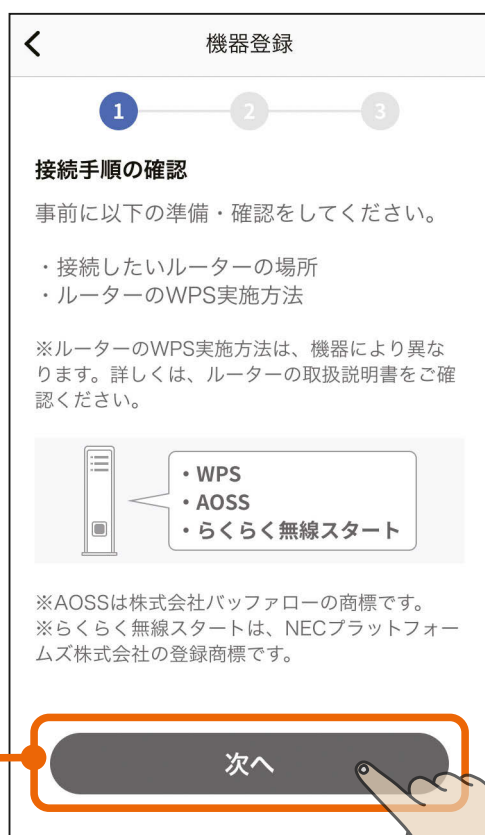 機器登録
1 2 3
接続手順の確認
事前に以下の準備・確認をしてください。
・接続したいルーターの場所
・ルーターのWPS実施方法
※ルーターのWPS実施方法は、機器により異な
ります。詳しくは、ルーターの取扱説明書をご確
認ください。
・WPS
・AOSS
・らくらく無線スタート
※AOSSは株式会社バッファローの商標です。
※らくらく無線スタートは、NECプラットフォー
ムズ株式会社の登録商標です。
次へ